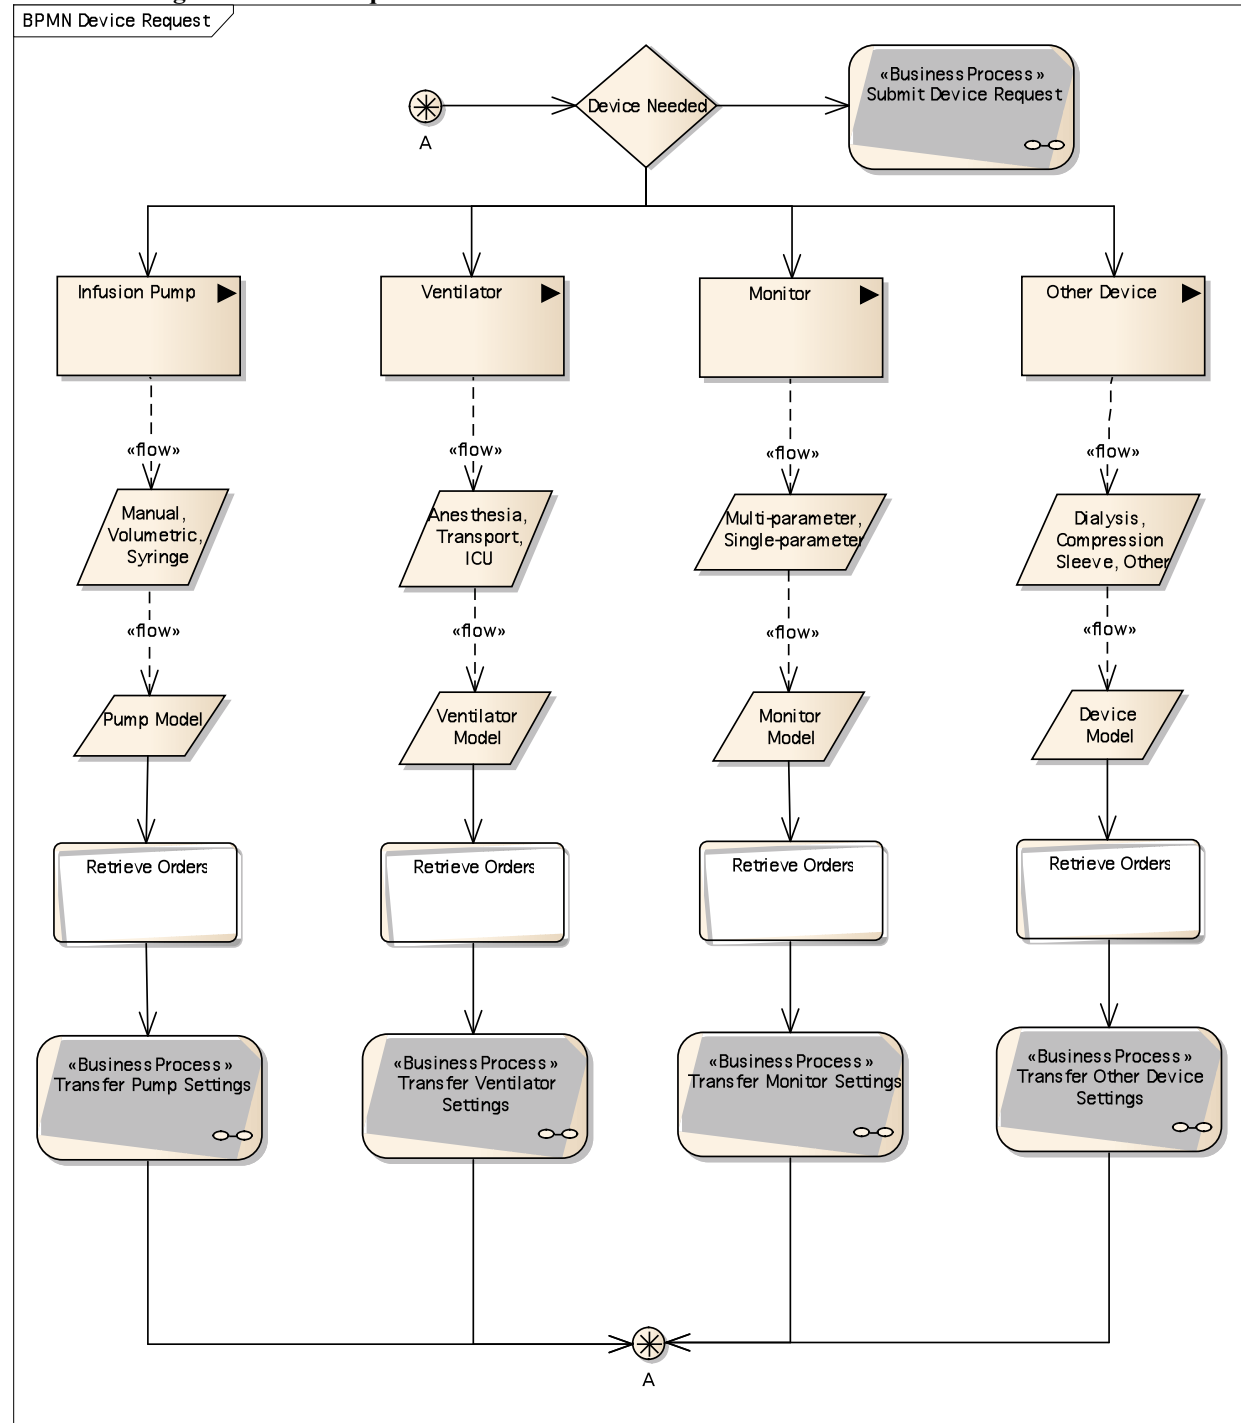 BPMN Device Request
Device Needed
«Business Process»
Submit Device Request
A
Infusion Pump
Ventilator
Monitor
Other Device
«flow»
«flow»
«flow»
«flow»
Manual,
Volumetric,
Syringe
Anesthesia,
Transport,
ICU
Multi-parameter,
Single-parameter
Dialysis,
Compression
Sleeve, Other
«flow»
«flow»
«flow»
«flow»
Pump Model
Ventilator
Model
Monitor
Model
Device
Model
Retrieve Orders
Retrieve Orders
Retrieve Orders
Retrieve Orders
«Business Process»
Transfer Pump Settings
«Business Process»
Transfer Ventilator
Settings
«Business Process»
Transfer Monitor Settings
«Business Process»
Transfer Other Device
Settings
A